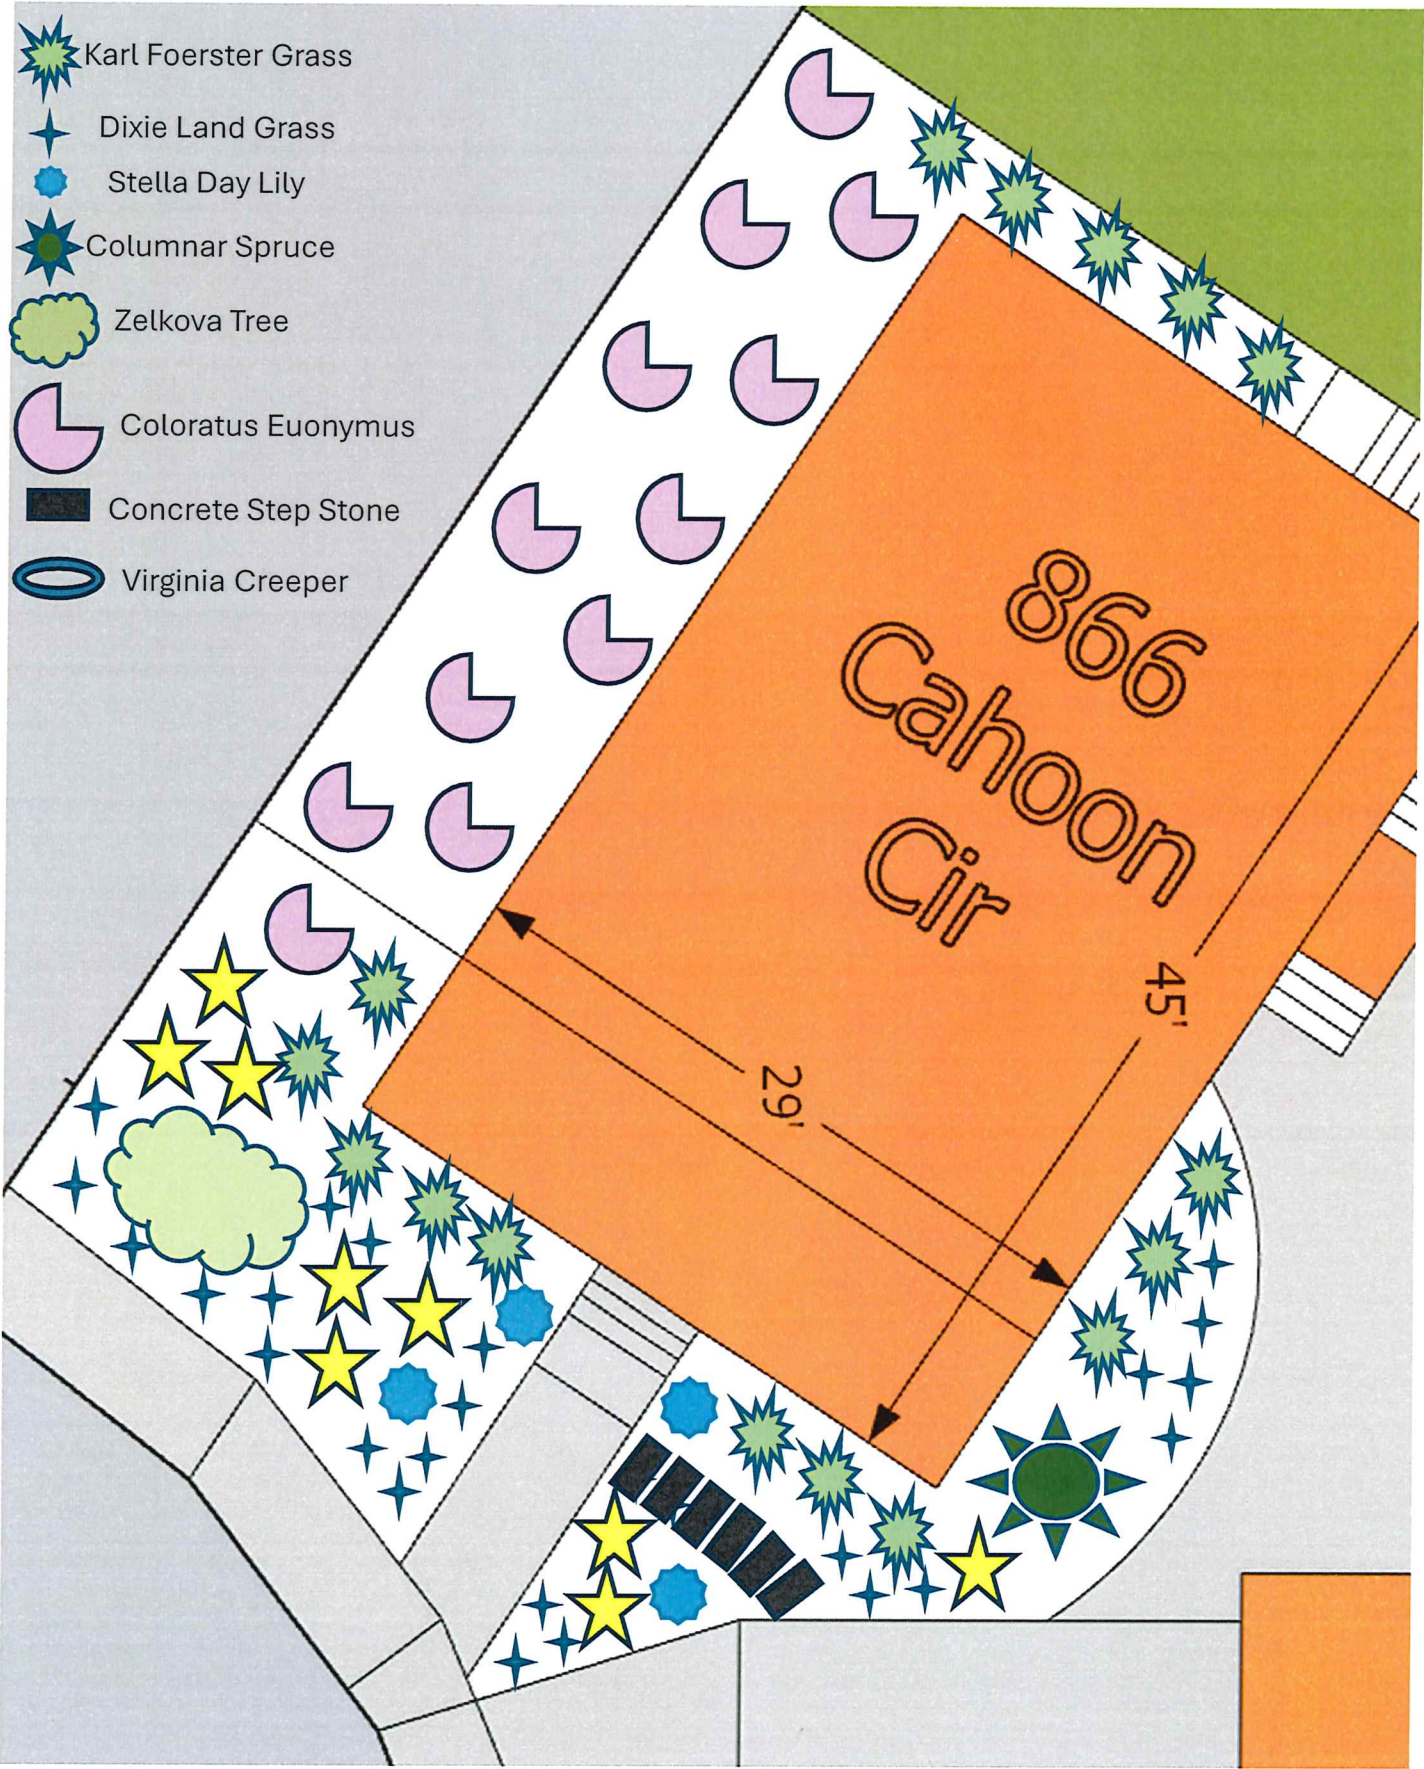 Karl Foerster Grass
Dixie Land Grass
Stella Day Lily
Columnar Spruce
Zelkova Tree
Coloratus Euonymus
Concrete Step Stone
Virginia Creeper
866
Cahoon
Cir
45'
29'